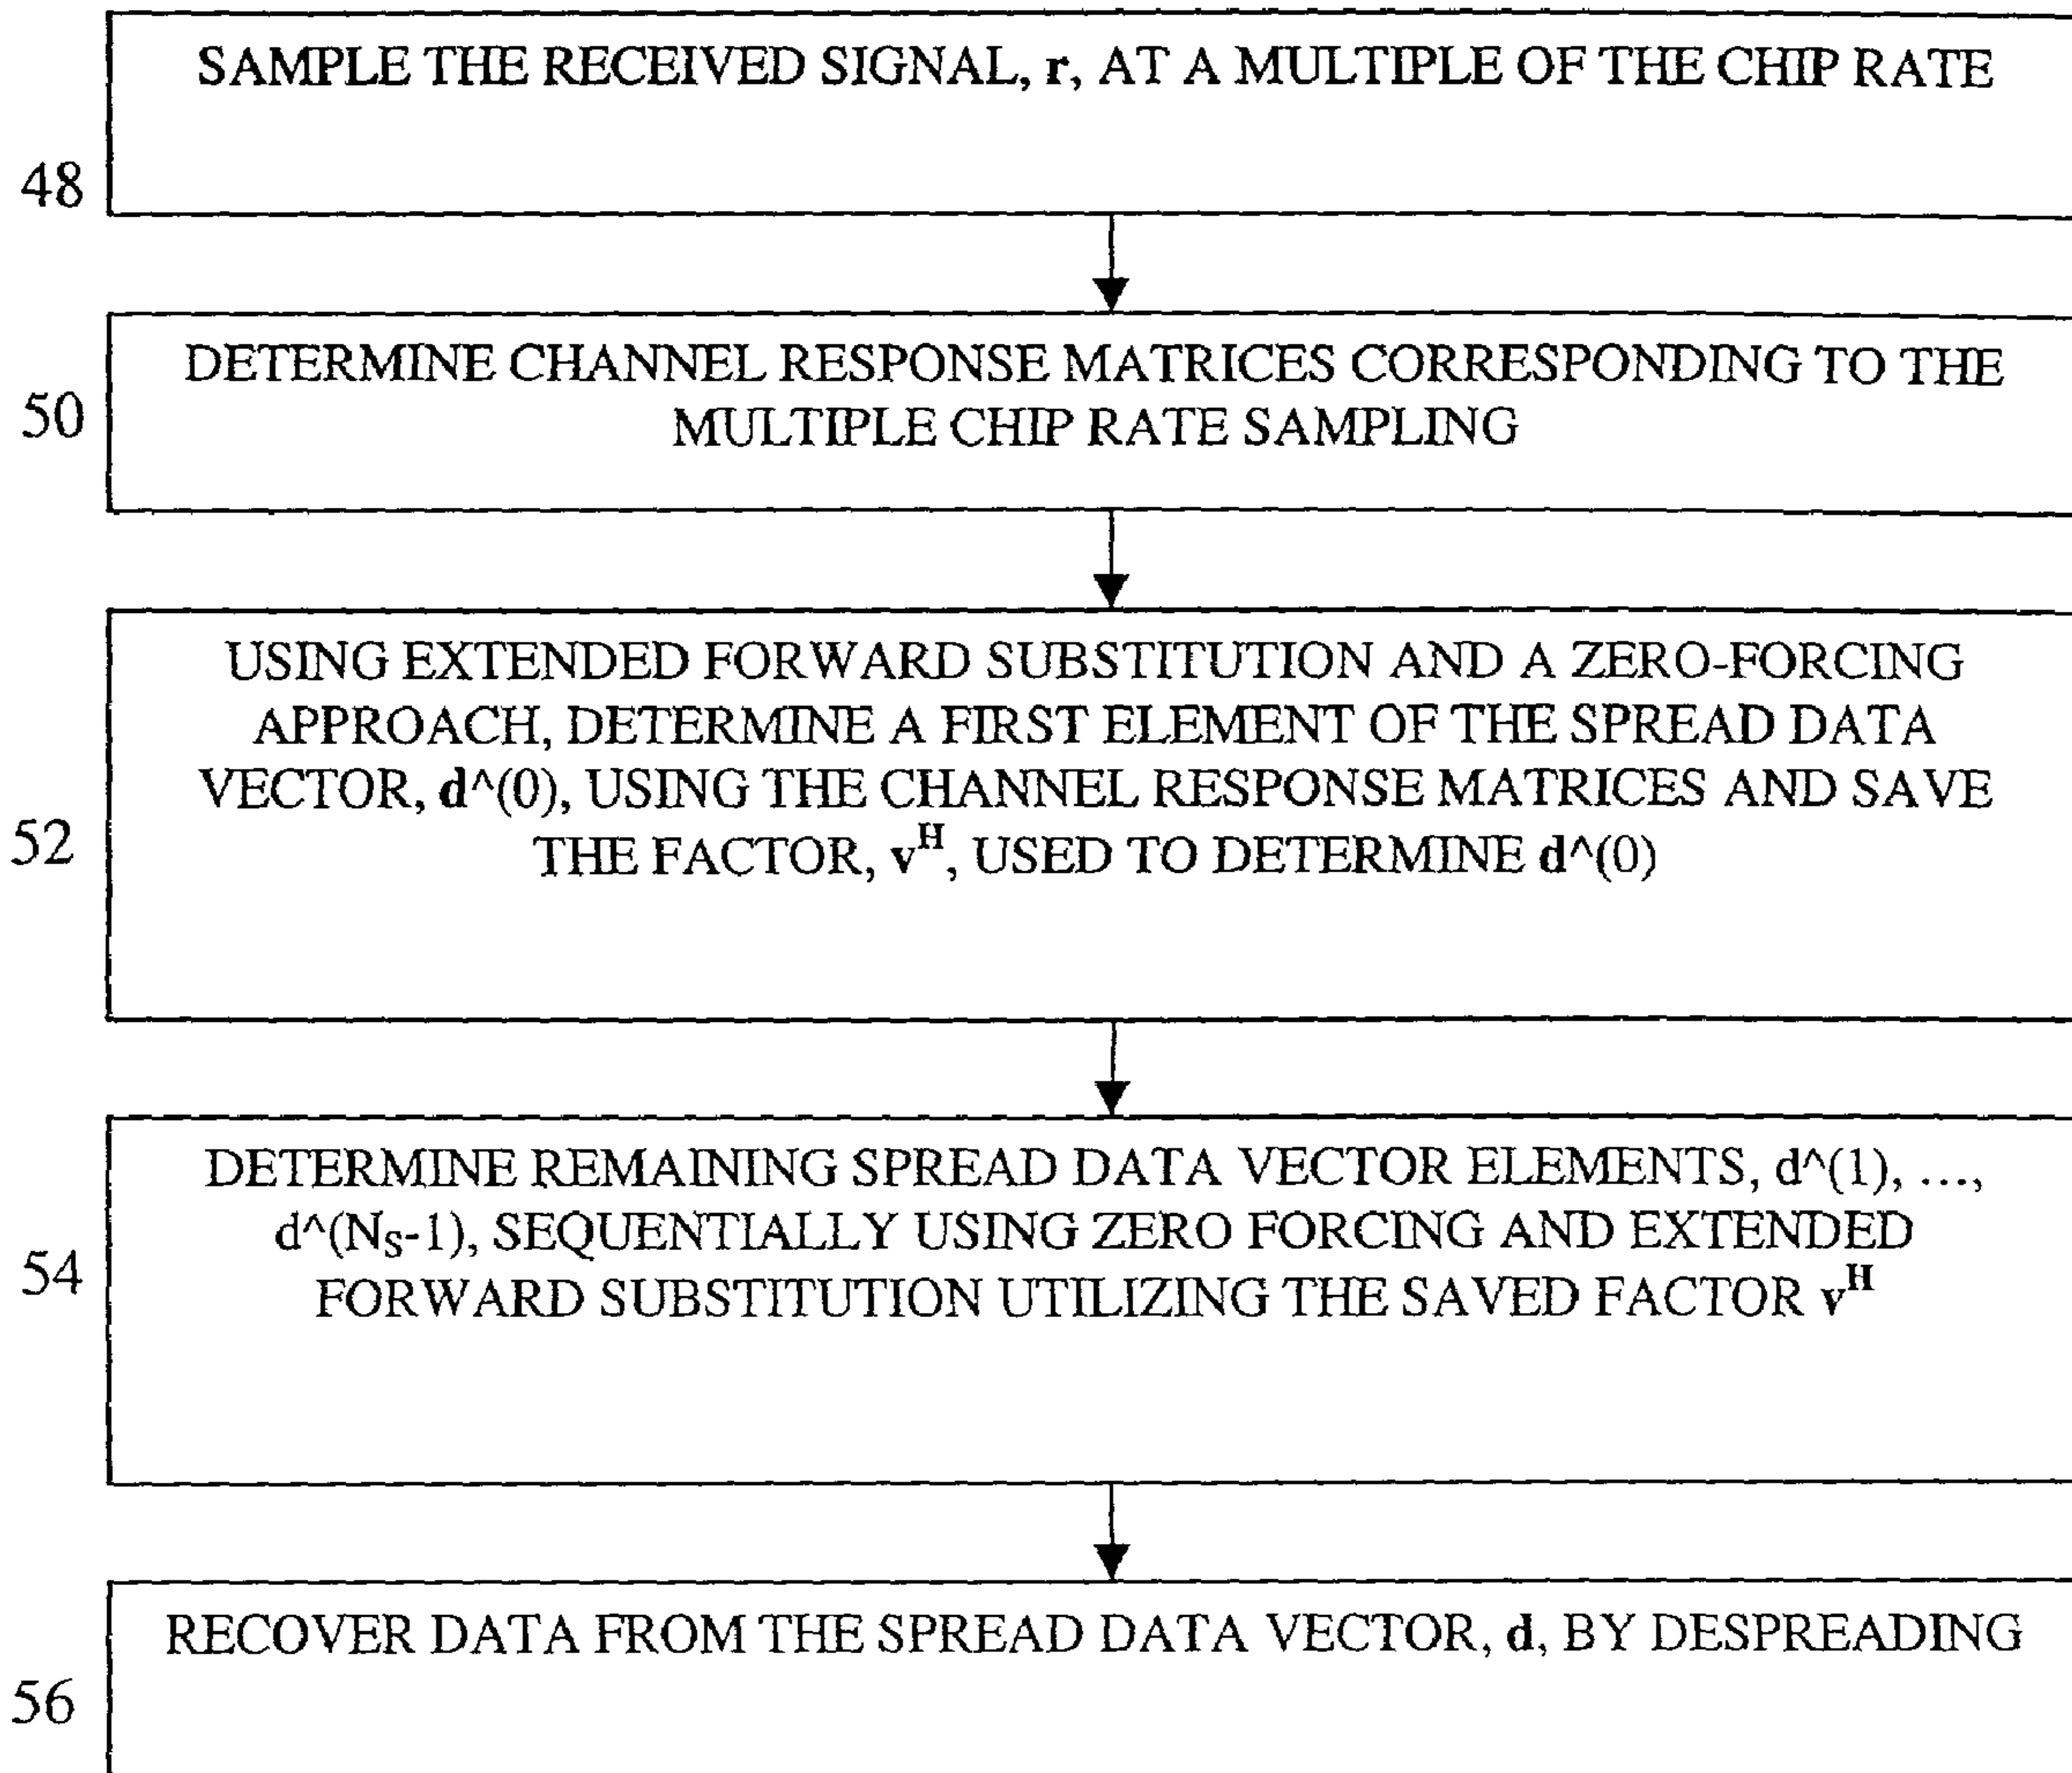 SAMPLE THE RECEIVED SIGNAL, r, AT A MULTIPLE OF THE CHIP RATE
48
DETERMINE CHANNEL RESPONSE MATRICES CORRESPONDING TO THE
MULTIPLE CHIP RATE SAMPLING
50
USING EXTENDED FORWARD SUBSTITUTION AND A ZERO-FORCING
APPROACH, DETERMINE A FIRST ELEMENT OF THE SPREAD DATA
VECTOR, d^(0), USING THE CHANNEL RESPONSE MATRICES AND SAVE
THE FACTOR, v^H, USED TO DETERMINE d^(0)
52
DETERMINE REMAINING SPREAD DATA VECTOR ELEMENTS, d^(1), ...,
d^(N_S-1), SEQUENTIALLY USING ZERO FORCING AND EXTENDED
FORWARD SUBSTITUTION UTILIZING THE SAVED FACTOR v^H
54
RECOVER DATA FROM THE SPREAD DATA VECTOR, d, BY DESPREADING
56